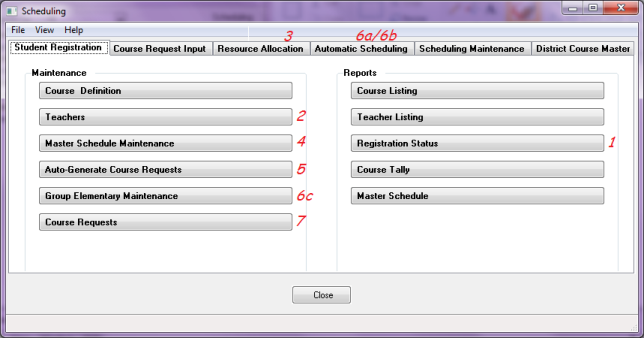 Scheduling
File View Help
3 6a/6b
Student Registration Course Request Input Resource Allocation Automatic Scheduling Scheduling Maintenance District Course Master
Maintenance Reports
Course Definition Course Listing
Teachers 2 Teacher Listing
Master Schedule Maintenance 4 Registration Status 1
Auto-Generate Course Requests 5 Course Tally
Group Elementary Maintenance 6c Master Schedule
Course Requests 7
Close